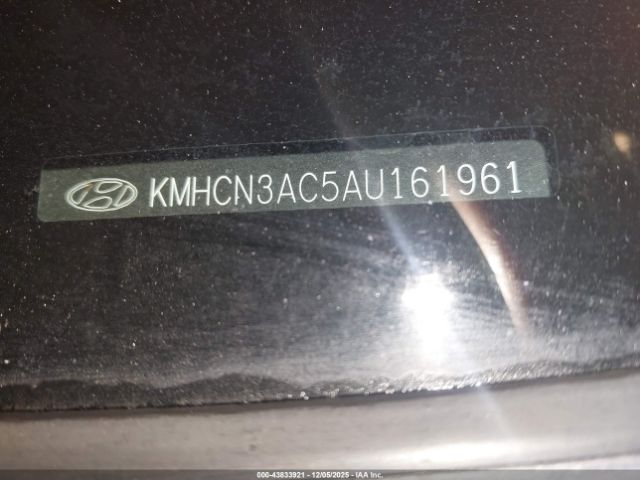 KMHCN3AC5AU161961
000-43833921 - 12/05/2025 - IAA Inc.